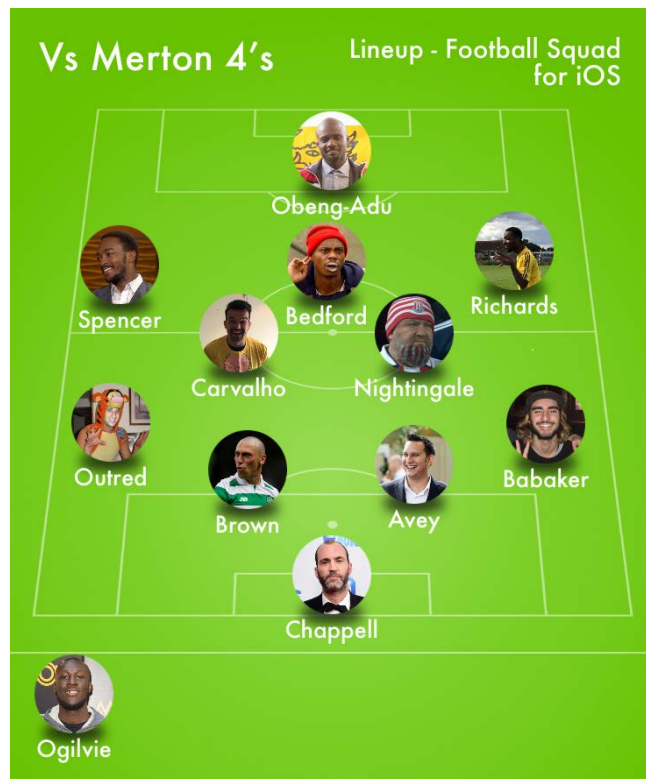 Vs Merton 4's
Lineup - Football Squad
for iOS
Obeng-Adu
Spencer
Bedford
Richards
Carvalho
Nightingale
Outred
Babaker
Brown
Avey
Chappell
Ogilvie